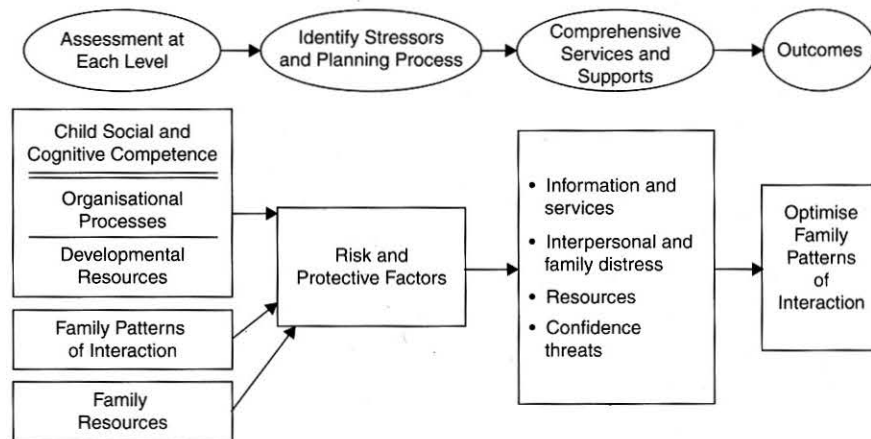 Assessment at
Each Level
Identify Stressors
and Planning Process
Comprehensive
Services and
Supports
Outcomes
Child Social and
Cognitive Competence
Organisational
Processes
Developmental
Resources
Family Patterns
of Interaction
Family
Resources
Risk and
Protective Factors
• Information and
services
• Interpersonal and
family distress
• Resources
• Confidence
threats
Optimise
Family
Patterns
of
Interaction